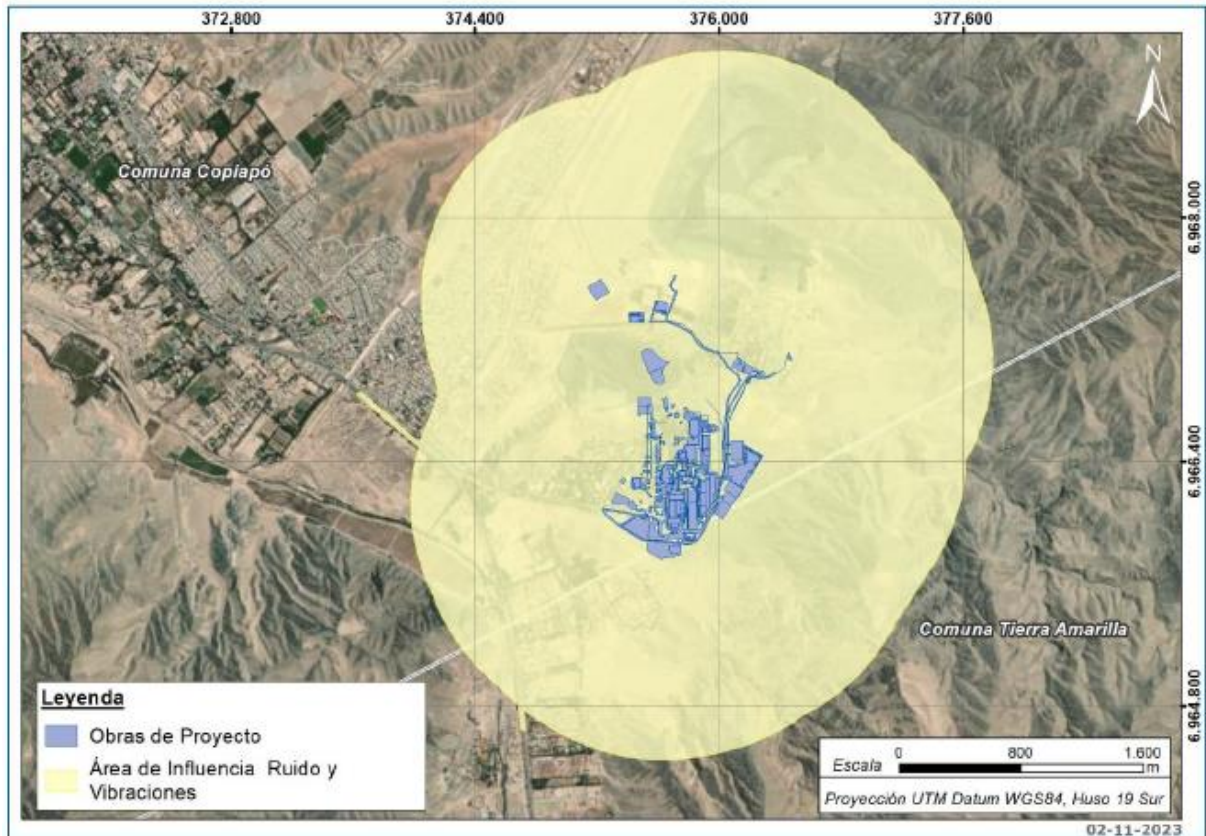 372.800 374.400 376.000 377.600
N
Comuna Copiapó
6.968.000
6.966.400
Comuna Tierra Amarilla
6.964.800
Leyenda
Obras de Proyecto
Área de Influencia Ruido y
Vibraciones
Escala 0 800 1.600
m
Proyección UTM Datum WGS84, Huso 19 Sur
02-11-2023